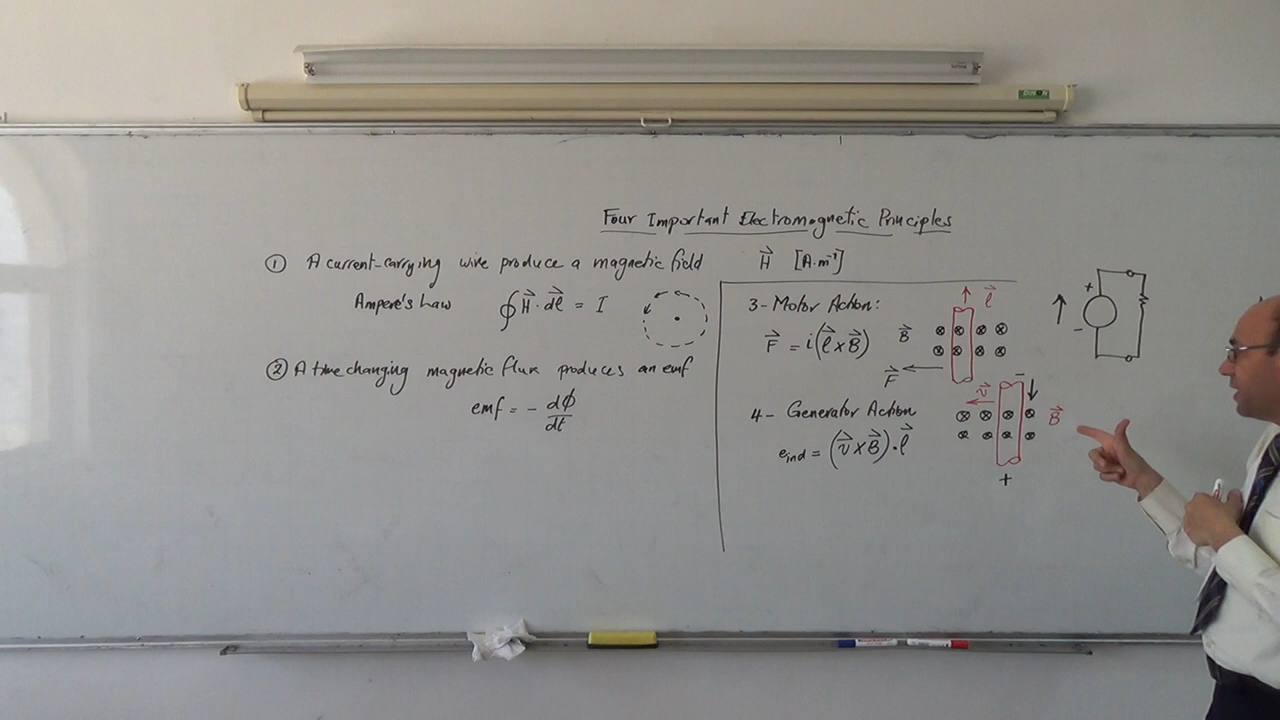 Four Important Electromagnetic Principles
① A current-carrying wire produce a magnetic field H⃗ [A.m⁻¹]
Ampere's Law ∮H⃗·dℓ⃗ = I
② A time changing magnetic flux produces an emf
emf = - dΦ/dt
3- Motor Action:
F⃗ = i(ℓ⃗ x B⃗)
B⃗
ℓ⃗
F⃗
4- Generator Action
e_ind = (v⃗ x B⃗)·ℓ⃗
v⃗
B⃗
-
+
+
-